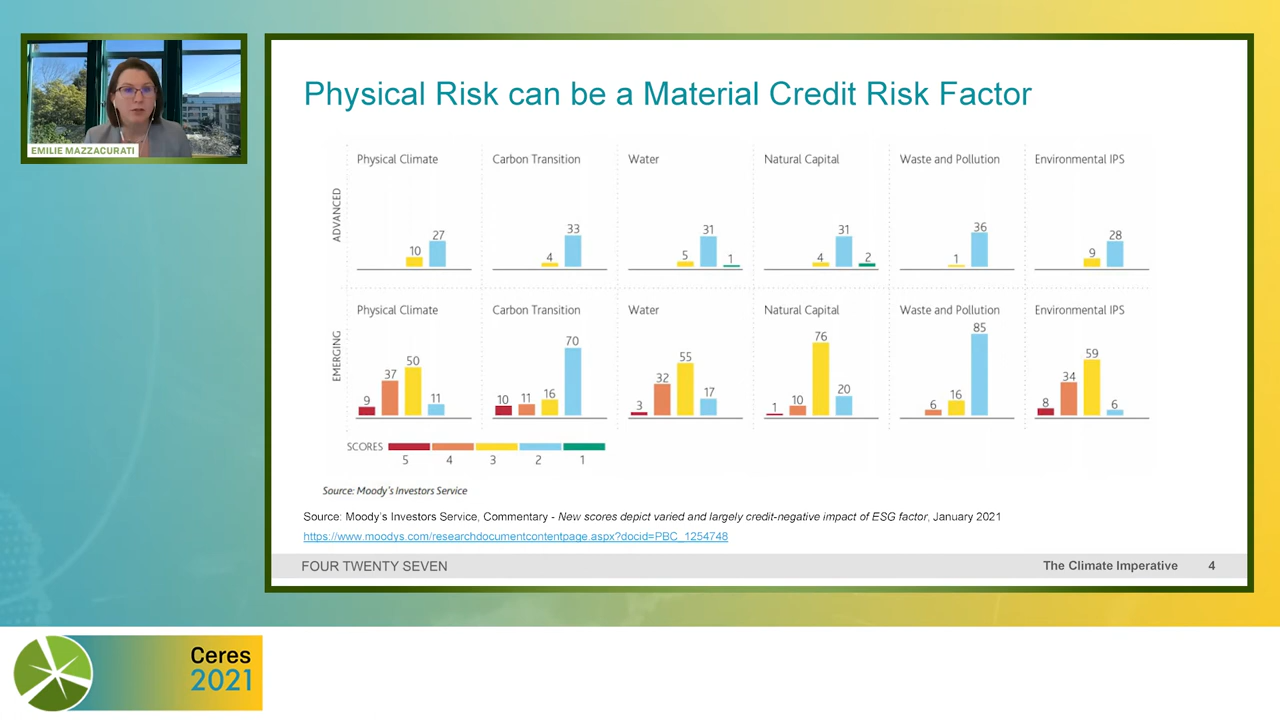 EMILIE MAZZACURATI
Physical Risk can be a Material Credit Risk Factor
ADVANCED
Physical Climate
10
27
Carbon Transition
4
33
Water
5
31
1
Natural Capital
4
31
2
Waste and Pollution
1
36
Environmental IPS
9
28
EMERGING
Physical Climate
9
37
50
11
Carbon Transition
10
11
16
70
Water
3
32
55
17
Natural Capital
1
10
76
20
Waste and Pollution
6
16
85
Environmental IPS
8
34
59
6
SCORES
5
4
3
2
1
Source: Moody's Investors Service
Source: Moody's Investors Service, Commentary - New scores depict varied and largely credit-negative impact of ESG factor, January 2021
https://www.moodys.com/researchdocumentcontentpage.aspx?docid=PBC_1254748
FOUR TWENTY SEVEN
The Climate Imperative 4
Ceres
2021